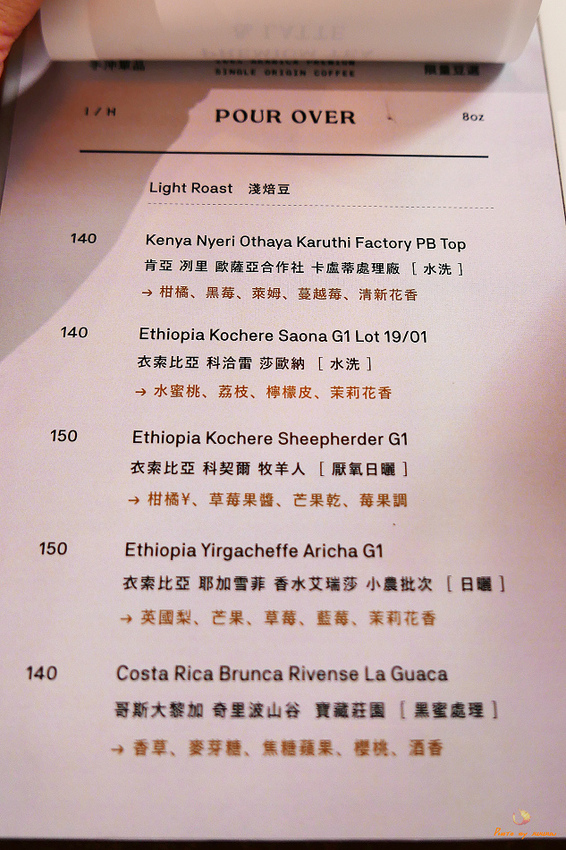 & LATTE
PREMIUM TEA
手沖單品
100% ARABICA PREMIUM
SINGLE ORIGIN COFFEE
限量豆選
I / H
POUR OVER
8oz
Light Roast 淺焙豆
140
Kenya Nyeri Othaya Karuthi Factory PB Top
肯亞 冽里 歐薩亞合作社 卡盧蒂處理廠 [ 水洗 ]
→ 柑橘、黑莓、萊姆、蔓越莓、清新花香
140
Ethiopia Kochere Saona G1 Lot 19/01
衣索比亞 科洽雷 莎歐納 [ 水洗 ]
→ 水蜜桃、荔枝、檸檬皮、茉莉花香
150
Ethiopia Kochere Sheepherder G1
衣索比亞 科契爾 牧羊人 [ 厭氧日曬 ]
→ 柑橘¥、草莓果醬、芒果乾、莓果調
150
Ethiopia Yirgacheffe Aricha G1
衣索比亞 耶加雪菲 香水艾瑞莎 小農批次 [ 日曬 ]
→ 英國梨、芒果、草莓、藍莓、茉莉花香
140
Costa Rica Brunca Rivense La Guaca
哥斯大黎加 奇里波山谷 寶藏莊園 [ 黑蜜處理 ]
→ 香草、麥芽糖、焦糖蘋果、櫻桃、酒香